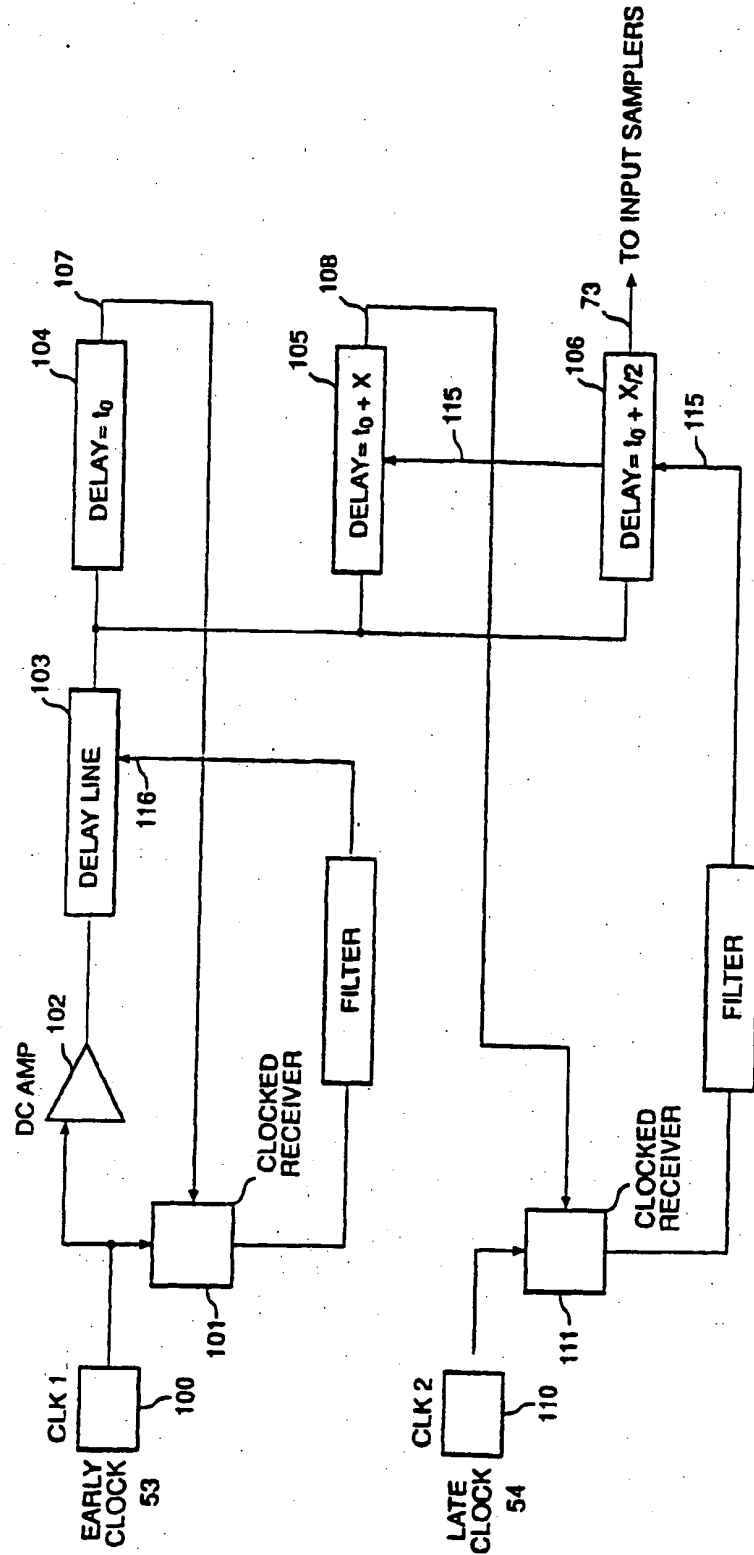 EARLY
CLOCK
53
CLK 1
100
DC AMP
102
101
CLOCKED
RECEIVER
103
DELAY LINE
116
FILTER
104
DELAY= t₀
107
LATE
CLOCK
54
CLK 2
110
111
CLOCKED
RECEIVER
FILTER
105
DELAY= t₀ + X
108
115
106
DELAY= t₀ + X/2
115
73
TO INPUT SAMPLERS